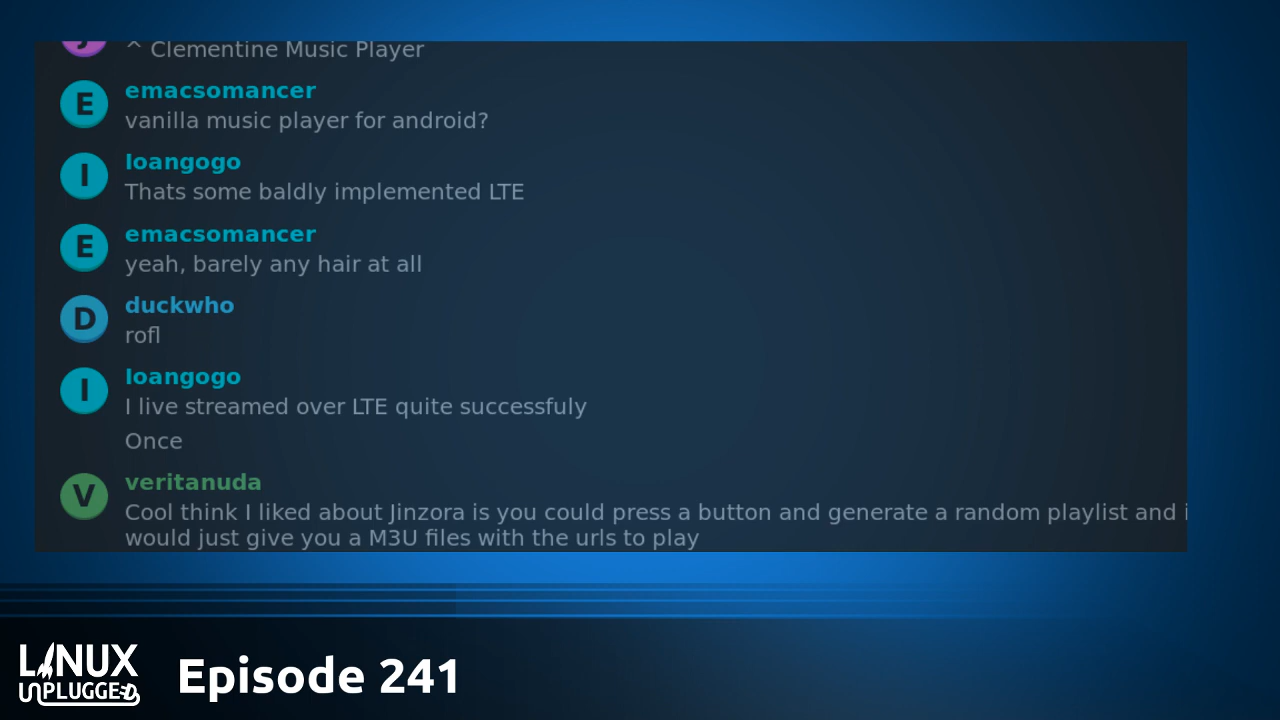 ^ Clementine Music Player
E
emacsomancer
vanilla music player for android?
I
loangogo
Thats some baldly implemented LTE
E
emacsomancer
yeah, barely any hair at all
D
duckwho
rofl
I
loangogo
I live streamed over LTE quite successfuly
Once
V
veritanuda
Cool think I liked about Jinzora is you could press a button and generate a random playlist and i
would just give you a M3U files with the urls to play
LINUX
UNPLUGGED
Episode 241